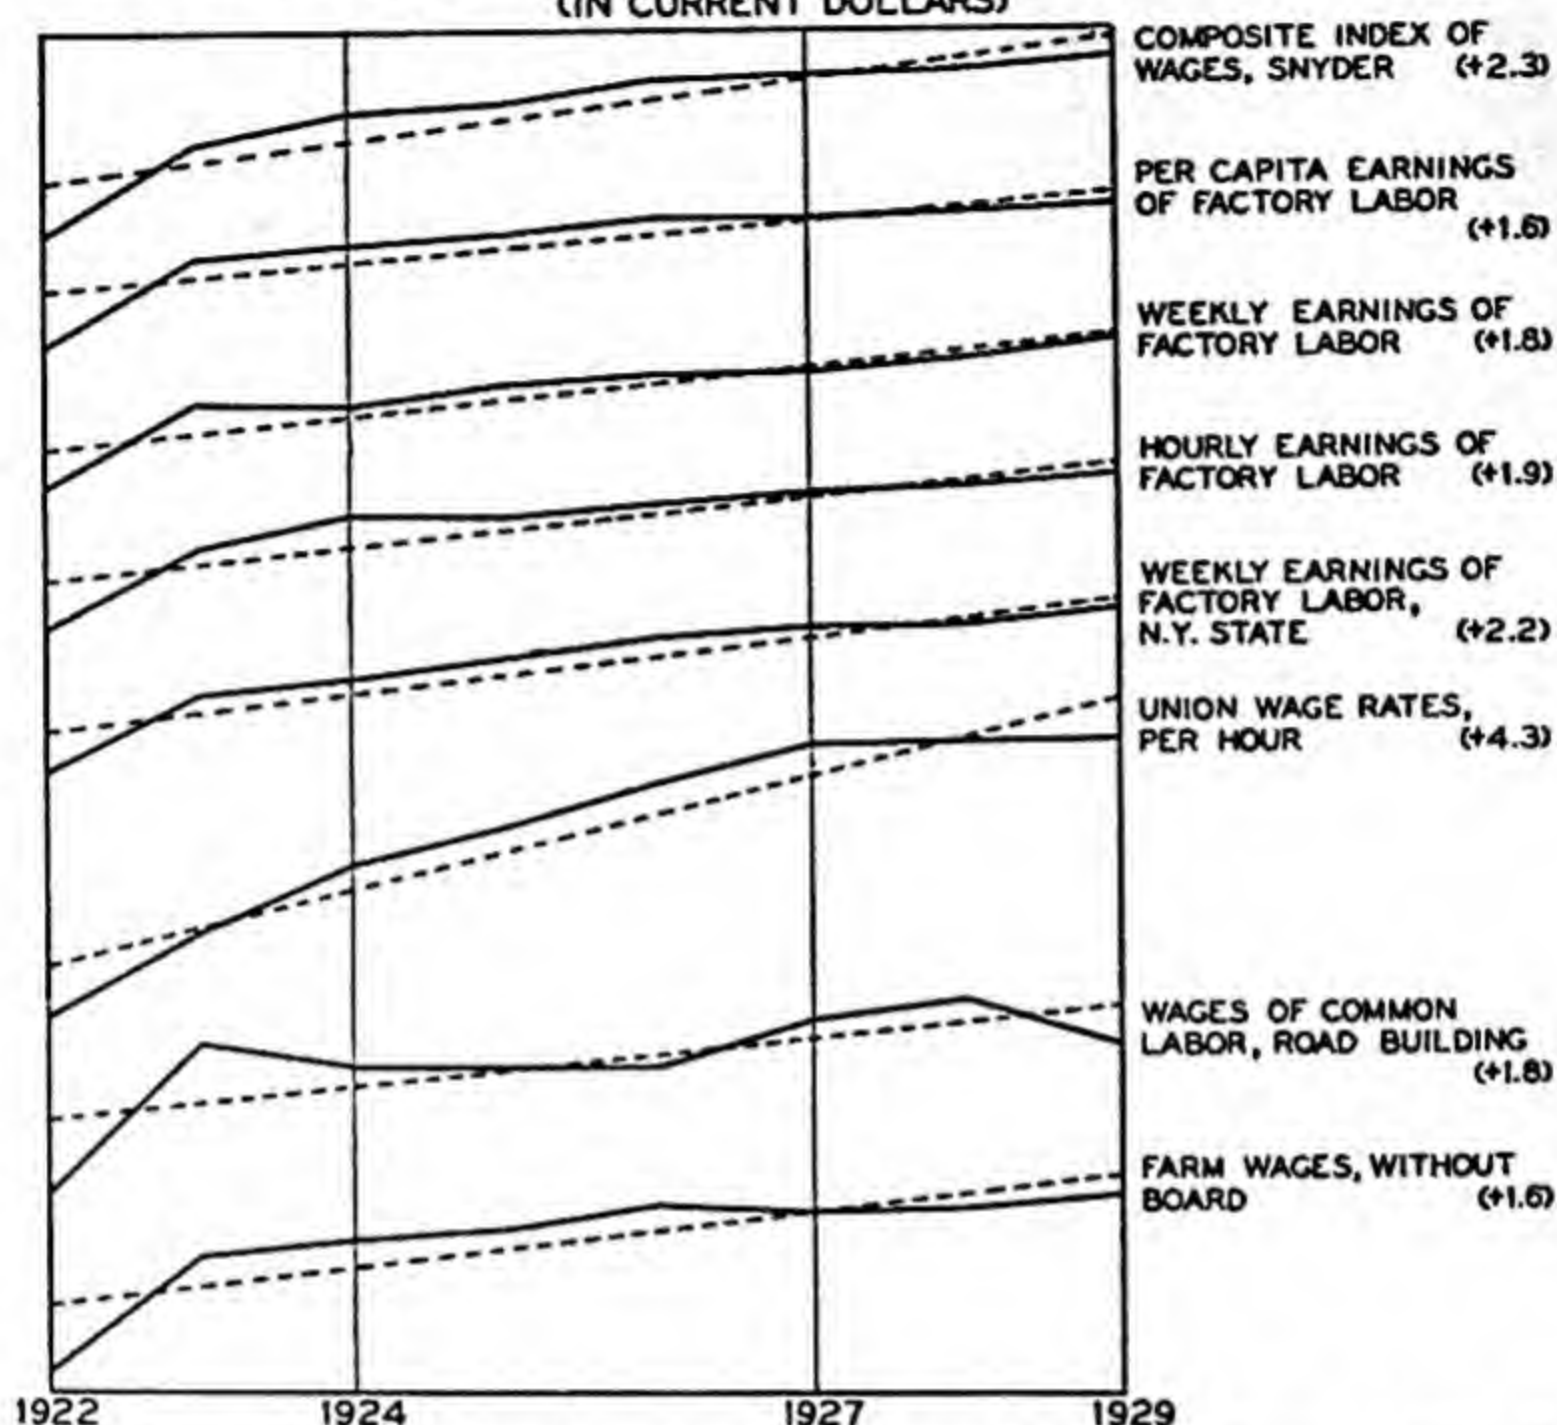 (IN CURRENT DOLLARS)
COMPOSITE INDEX OF
WAGES, SNYDER (+2.3)
PER CAPITA EARNINGS
OF FACTORY LABOR
(+1.6)
WEEKLY EARNINGS OF
FACTORY LABOR (+1.8)
HOURLY EARNINGS OF
FACTORY LABOR (+1.9)
WEEKLY EARNINGS OF
FACTORY LABOR,
N.Y. STATE (+2.2)
UNION WAGE RATES,
PER HOUR (+4.3)
WAGES OF COMMON
LABOR, ROAD BUILDING
(+1.8)
FARM WAGES, WITHOUT
BOARD (+1.6)
1922 1924 1927 1929